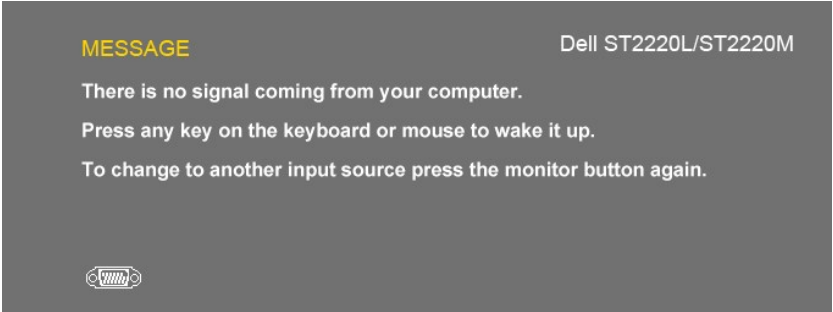 MESSAGE
Dell ST2220L/ST2220M
There is no signal coming from your computer.
Press any key on the keyboard or mouse to wake it up.
To change to another input source press the monitor button again.